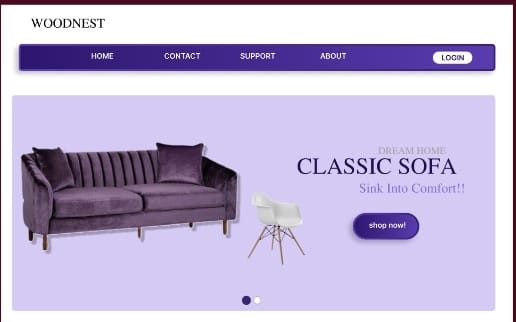 WOODNEST
HOME CONTACT SUPPORT ABOUT LOGIN
DREAM HOME
CLASSIC SOFA
Sink Into Comfort!!
shop now!